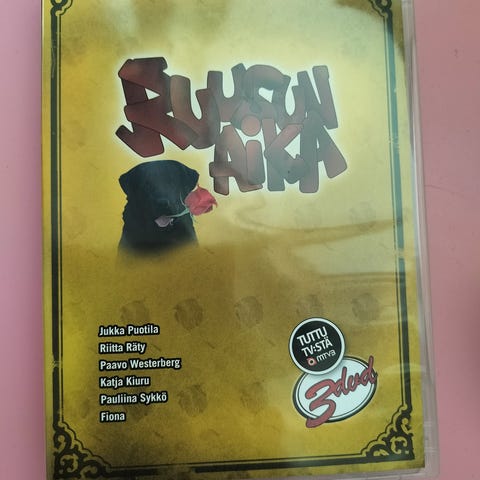 RUUSUN
AiKA
Jukka Puotila
Riitta Räty
Paavo Westerberg
Katja Kiuru
Pauliina Sykkö
Fiona
TUTTU
TV:STÄ
mtv3
3dvd